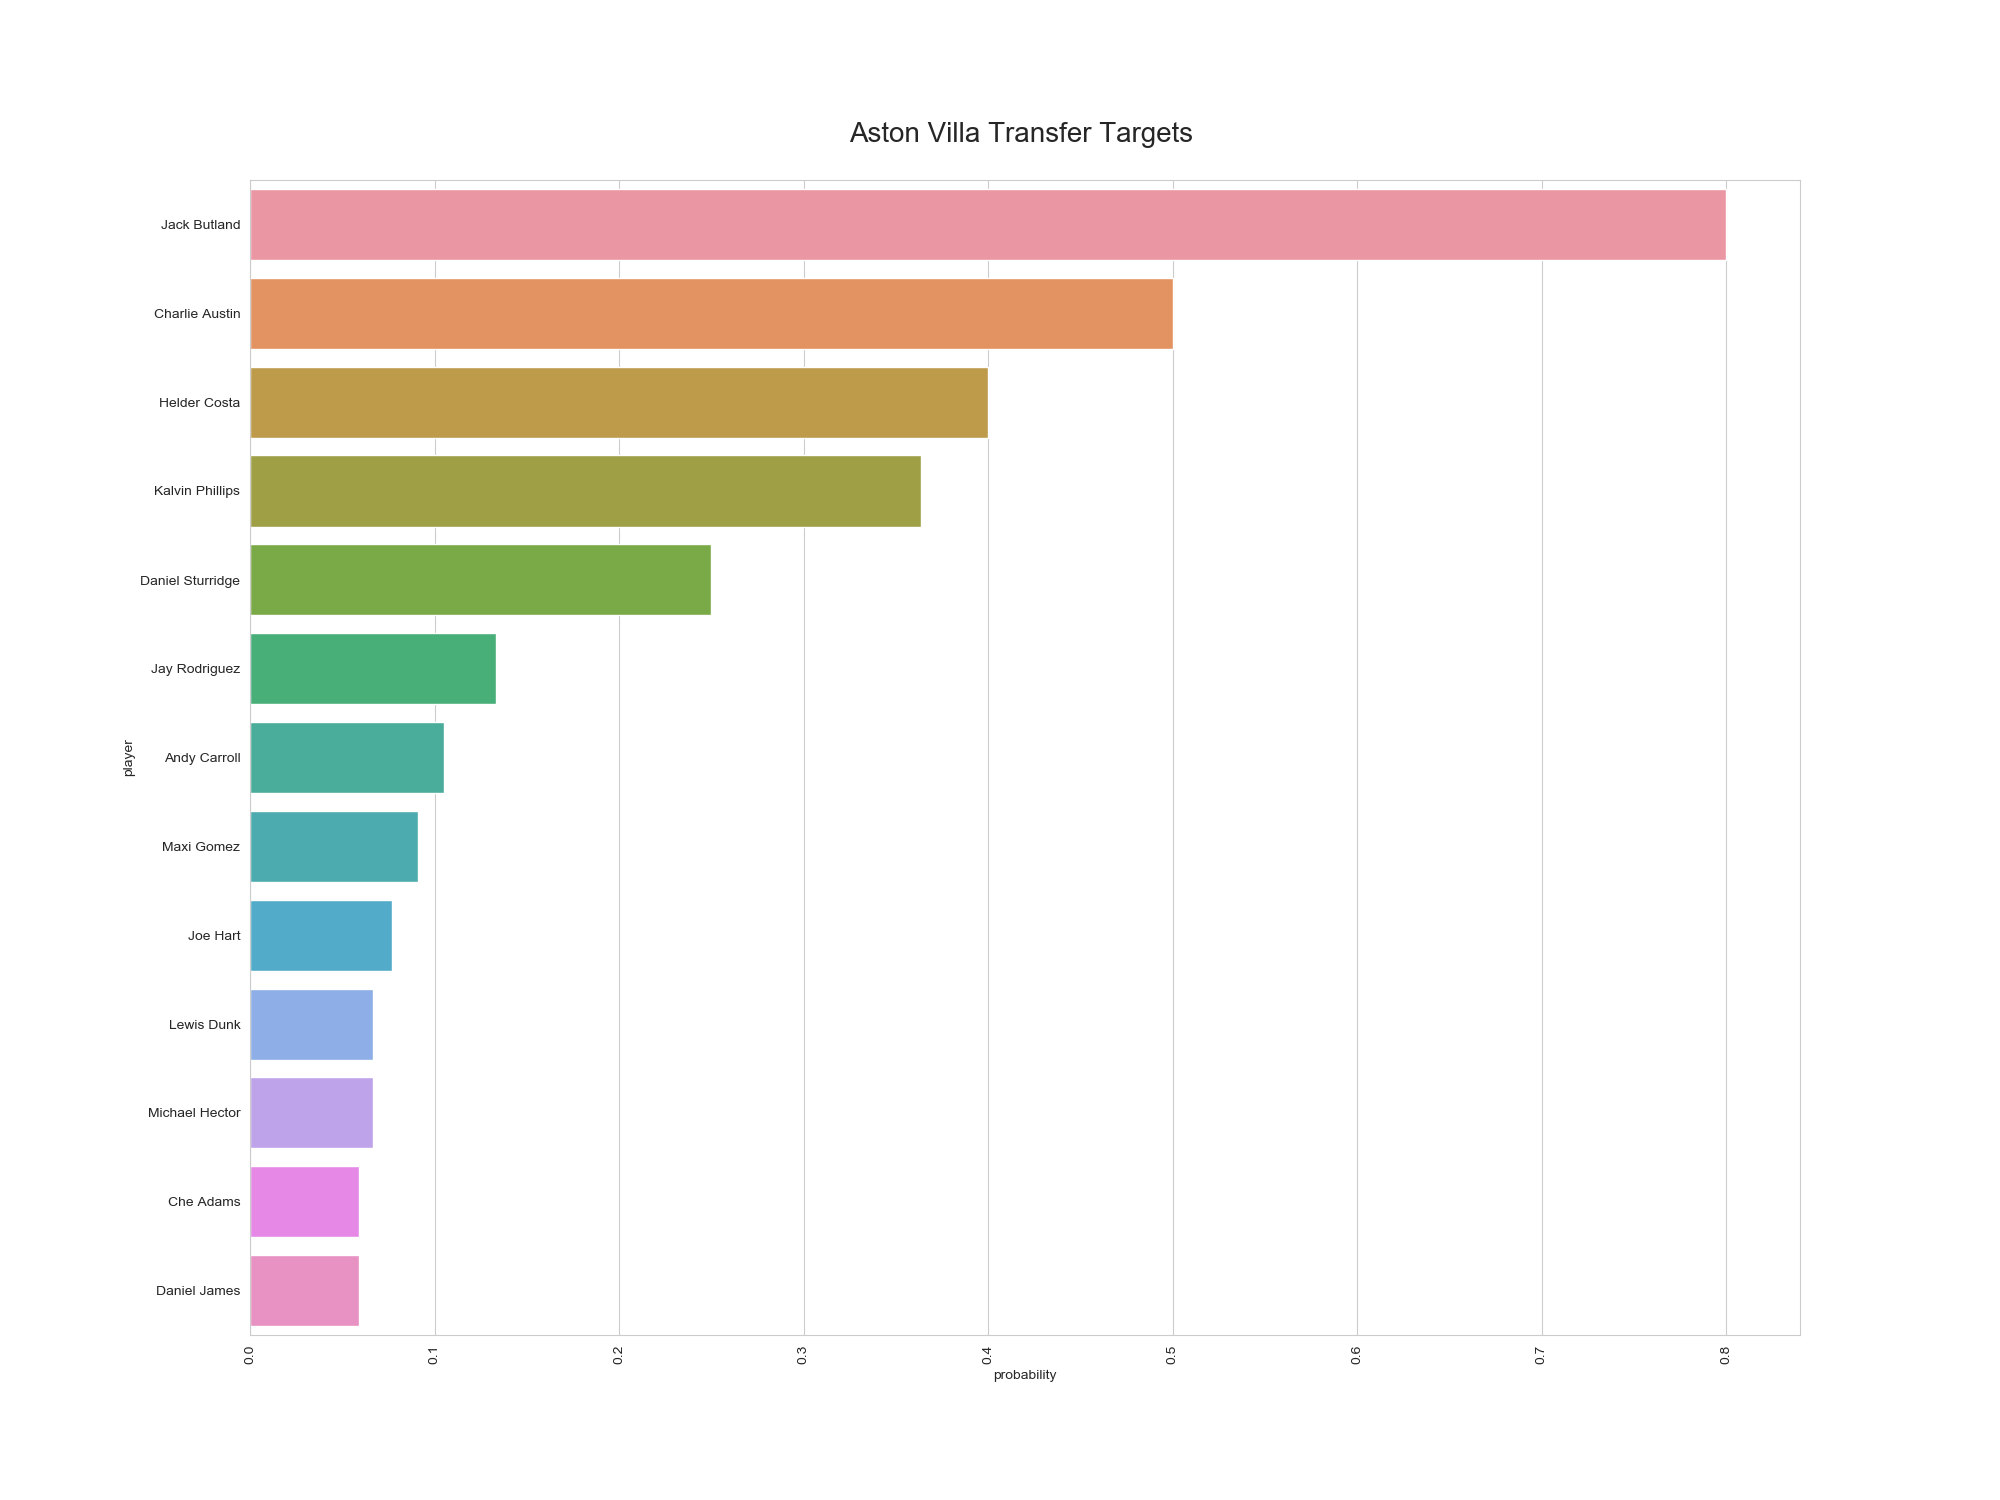 Aston Villa Transfer Targets
Jack Butland
Charlie Austin
Helder Costa
Kalvin Phillips
Daniel Sturridge
Jay Rodriguez
Andy Carroll
Maxi Gomez
Joe Hart
Lewis Dunk
Michael Hector
Che Adams
Daniel James
player
0.0 0.1 0.2 0.3 0.4 0.5 0.6 0.7 0.8
probability